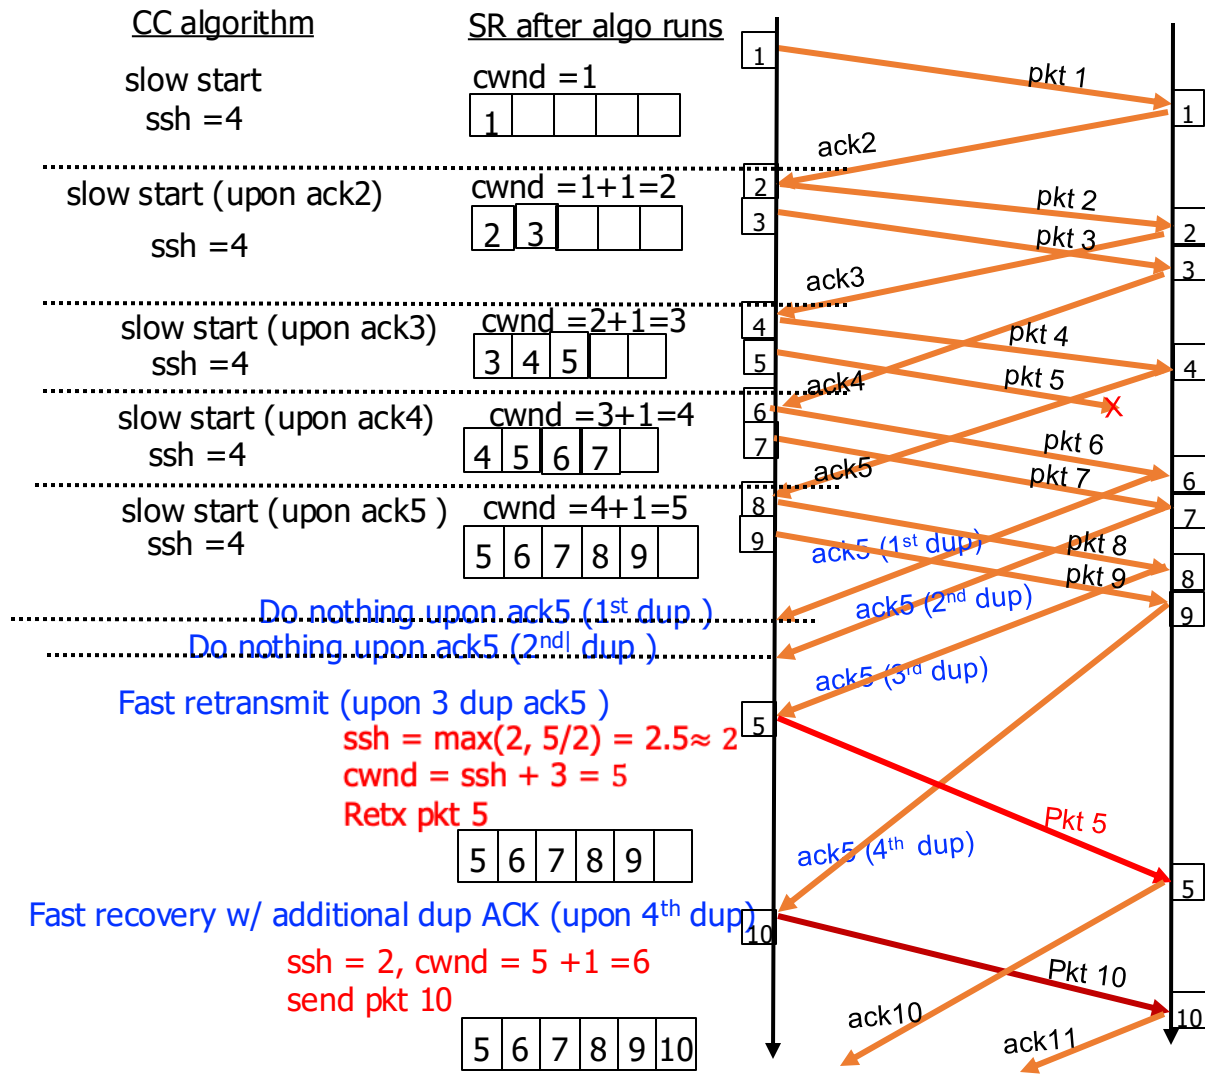 CC algorithm
SR after algo runs
slow start
ssh =4
cwnd =1
1
1
pkt 1
1
ack2
slow start (upon ack2)
ssh =4
cwnd =1+1=2
2 3
2
3
pkt 2
pkt 3
2
3
ack3
slow start (upon ack3)
ssh =4
cwnd =2+1=3
3 4 5
4
5
pkt 4
pkt 5
4
X
ack4
slow start (upon ack4)
ssh =4
cwnd =3+1=4
4 5 6 7
6
7
pkt 6
pkt 7
6
7
ack5
slow start (upon ack5 )
ssh =4
cwnd =4+1=5
5 6 7 8 9
8
9
pkt 8
pkt 9
8
9
ack5 (1st dup)
Do nothing upon ack5 (1st dup )
ack5 (2nd dup)
Do nothing upon ack5 (2nd| dup )
ack5 (3rd dup)
Fast retransmit (upon 3 dup ack5 )
ssh = max(2, 5/2) = 2.5≈ 2
cwnd = ssh + 3 = 5
Retx pkt 5
5 6 7 8 9
5
Pkt 5
5
ack5 (4th dup)
Fast recovery w/ additional dup ACK (upon 4th dup)
ssh = 2, cwnd = 5 +1 =6
send pkt 10
5 6 7 8 9 10
10
Pkt 10
10
ack10
ack11